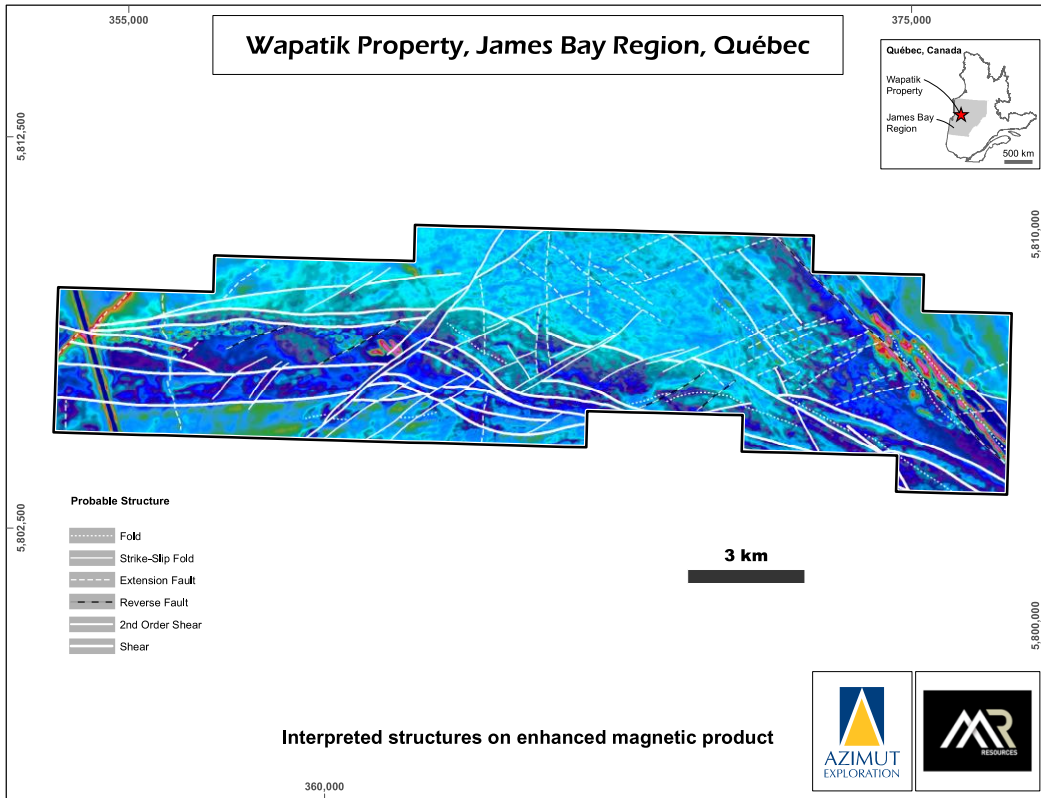 355,000
375,000
Wapatik Property, James Bay Region, Québec
Québec, Canada
Wapatik
Property
James Bay
Region
500 km
5,812,500
5,810,000
5,802,500
5,800,000
Probable Structure
Fold
Strike-Slip Fold
Extension Fault
Reverse Fault
2nd Order Shear
Shear
3 km
Interpreted structures on enhanced magnetic product
AZIMUT
EXPLORATION
MR
RESOURCES
360,000